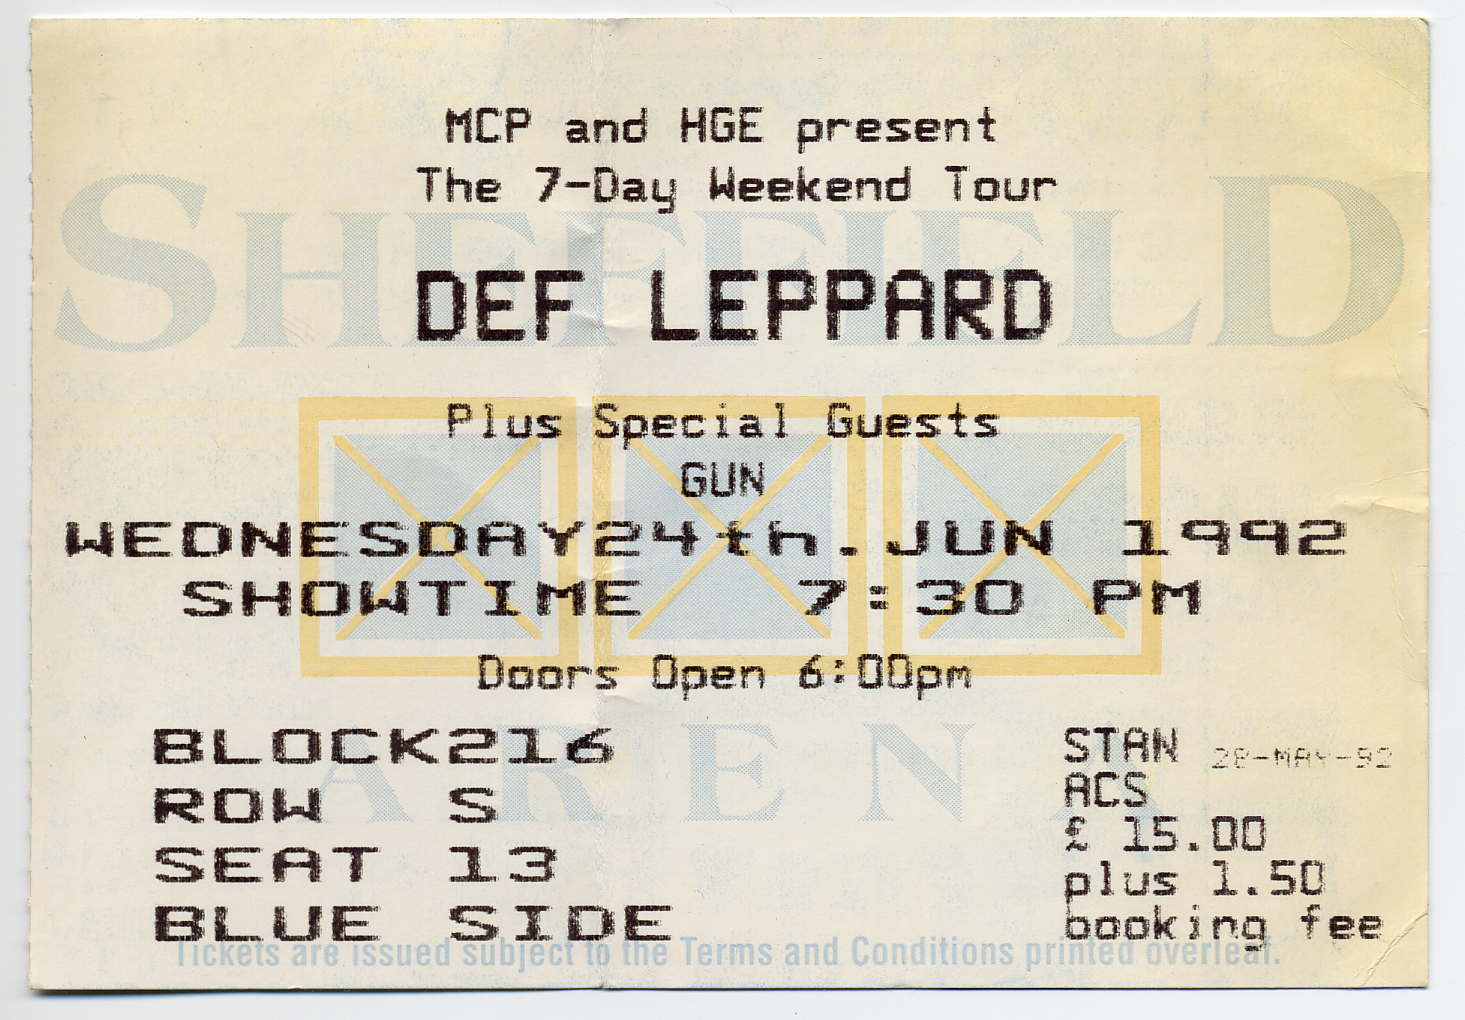 MCP and HGE present
The 7-Day Weekend Tour
SHEFFIELD
DEF LEPPARD
Plus Special Guests
GUN
WEDNESDAY24th.JUN 1992
SHOWTIME 7:30 PM
Doors Open 6:00pm
ARENA
BLOCK216
ROW S
SEAT 13
BLUE SIDE
STAN 28-MAY-92
ACS
£ 15.00
plus 1.50
booking fee
Tickets are issued subject to the Terms and Conditions printed overleaf.